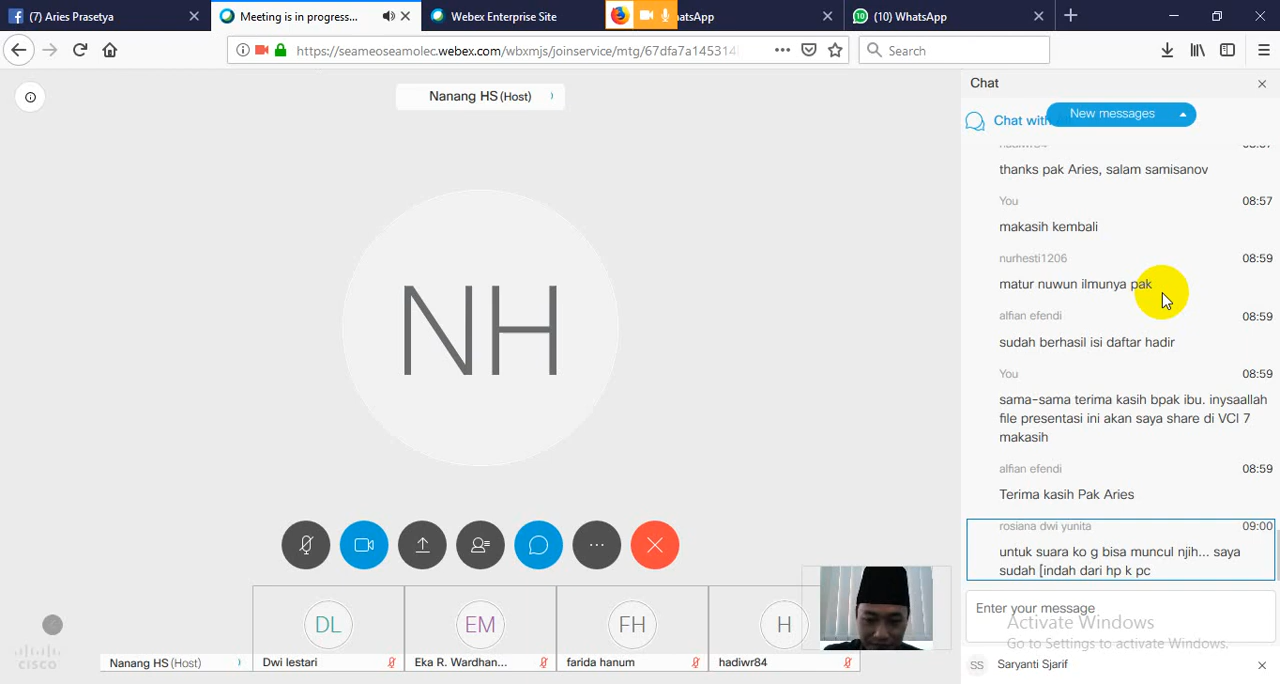 (7) Aries Prasetya
Meeting is in progress...
Webex Enterprise Site
atsApp
(10) WhatsApp
https://seameoseamolec.webex.com/wbxmjs/joinservice/mtg/67dfa7a145314
Search
Nanang HS (Host)
NH
Chat
New messages
Chat with
thanks pak Aries, salam samisanov
You 08:57
makasih kembali
nurhesti1206 08:59
matur nuwun ilmunya pak
alfian efendi 08:59
sudah berhasil isi daftar hadir
You 08:59
sama-sama terima kasih bpak ibu. inysaallah
file presentasi ini akan saya share di VCI 7
makasih
alfian efendi 08:59
Terima kasih Pak Aries
rosiana dwi yunita 09:00
untuk suara ko g bisa muncul njih... saya
sudah [indah dari hp k pc
Enter your message
Activate Windows
Go to Settings to activate Windows.
SS Saryanti Sjarif
DL
EM
FH
H
Nanang HS (Host)
Dwi lestari
Eka R. Wardhan...
farida hanum
hadiwr84
cisco